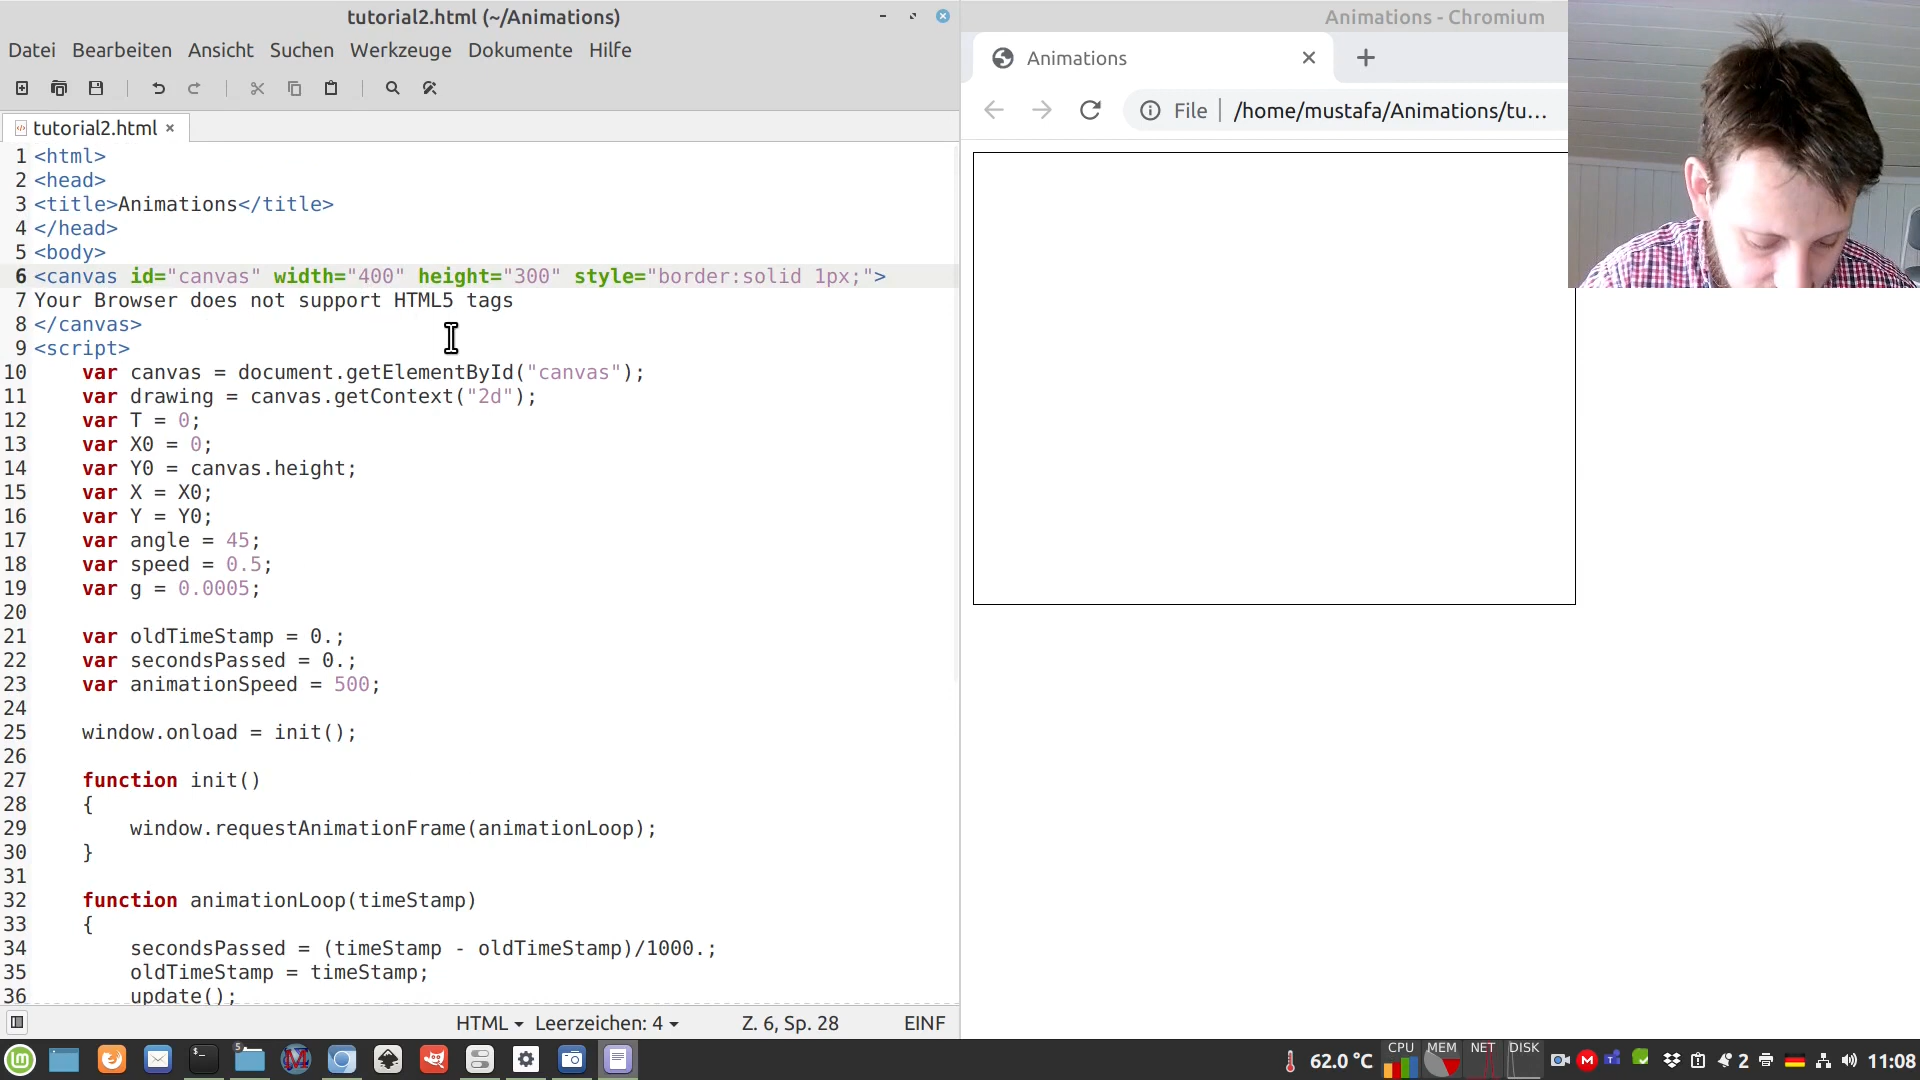 tutorial2.html (~/Animations)
Datei Bearbeiten Ansicht Suchen Werkzeuge Dokumente Hilfe
tutorial2.html
1 <html>
2 <head>
3 <title>Animations</title>
4 </head>
5 <body>
6 <canvas id="canvas" width="400" height="300" style="border:solid 1px;">
7 Your Browser does not support HTML5 tags
8 </canvas>
9 <script>
10 var canvas = document.getElementById("canvas");
11 var drawing = canvas.getContext("2d");
12 var T = 0;
13 var X0 = 0;
14 var Y0 = canvas.height;
15 var X = X0;
16 var Y = Y0;
17 var angle = 45;
18 var speed = 0.5;
19 var g = 0.0005;
20
21 var oldTimeStamp = 0.;
22 var secondsPassed = 0.;
23 var animationSpeed = 500;
24
25 window.onload = init();
26
27 function init()
28 {
29 window.requestAnimationFrame(animationLoop);
30 }
31
32 function animationLoop(timeStamp)
33 {
34 secondsPassed = (timeStamp - oldTimeStamp)/1000.;
35 oldTimeStamp = timeStamp;
36 update();
HTML Leerzeichen: 4 Z. 6, Sp. 28 EINF
Animations - Chromium
Animations
File /home/mustafa/Animations/tu...
5
62.0 °C CPU MEM NET DISK 2 11:08